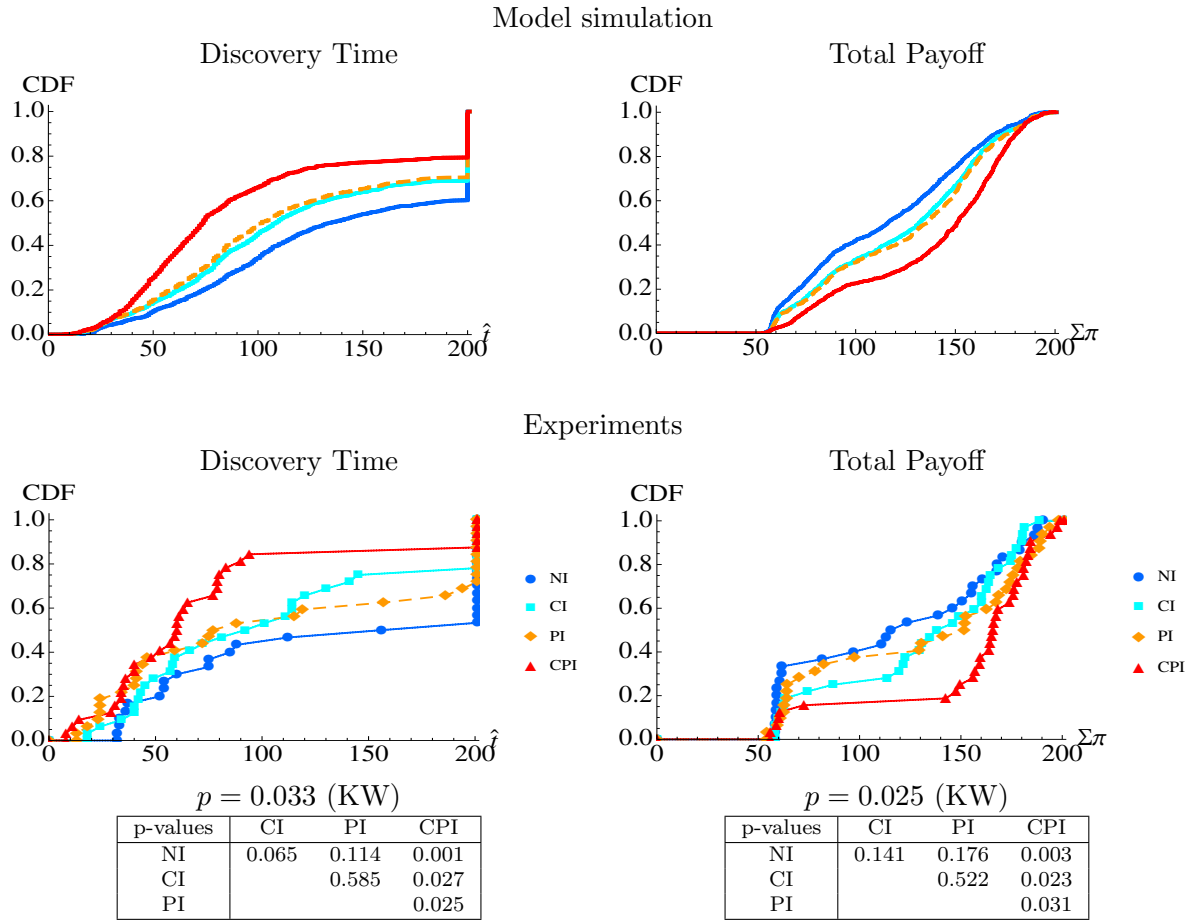 Model simulation
Discovery Time
Total Payoff
CDF
CDF
1.0
0.8
0.6
0.4
0.2
0.0
0 50 100 150 200 t̂
1.0
0.8
0.6
0.4
0.2
0.0
0 50 100 150 200 Σπ
Experiments
Discovery Time
Total Payoff
CDF
CDF
1.0
0.8
0.6
0.4
0.2
0.0
0 50 100 150 200 t̂
NI
CI
PI
CPI
1.0
0.8
0.6
0.4
0.2
0.0
0 50 100 150 200 Σπ
NI
CI
PI
CPI
p = 0.033 (KW)
p-values CI PI CPI
NI 0.065 0.114 0.001
CI 0.585 0.027
PI 0.025
p = 0.025 (KW)
p-values CI PI CPI
NI 0.141 0.176 0.003
CI 0.522 0.023
PI 0.031